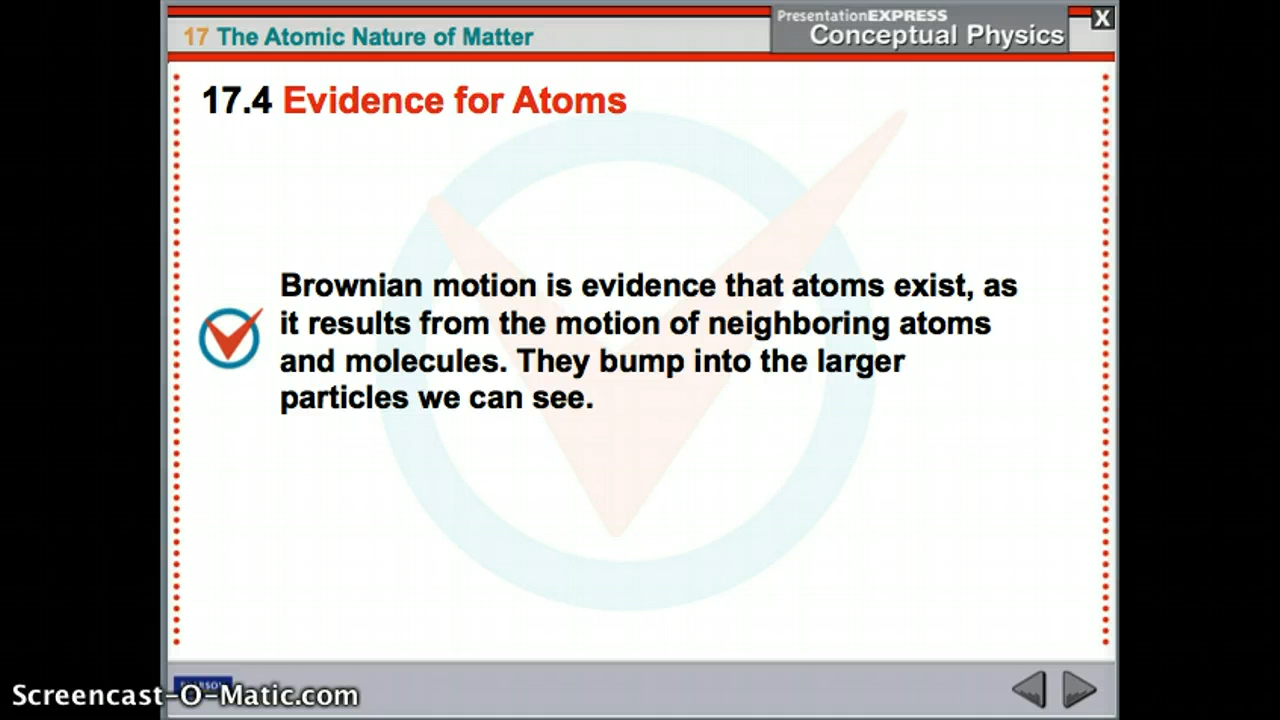 17 The Atomic Nature of Matter
PresentationEXPRESS
Conceptual Physics
X
17.4 Evidence for Atoms
Brownian motion is evidence that atoms exist, as
it results from the motion of neighboring atoms
and molecules. They bump into the larger
particles we can see.
PEARSON
Screencast-O-Matic.com